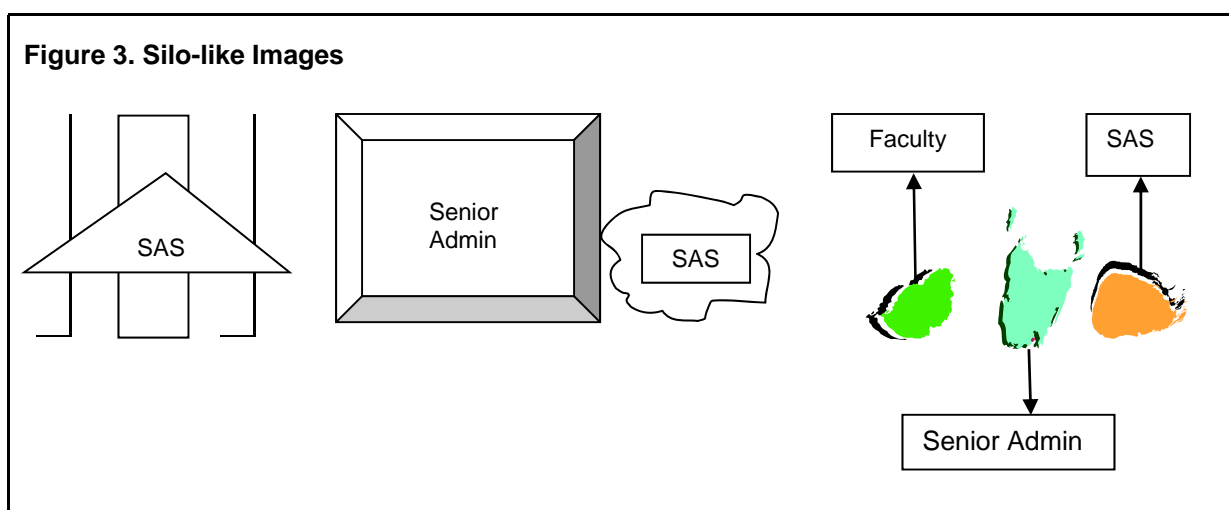 Figure 3. Silo-like Images
SAS
Senior
Admin
SAS
Faculty
SAS
Senior Admin